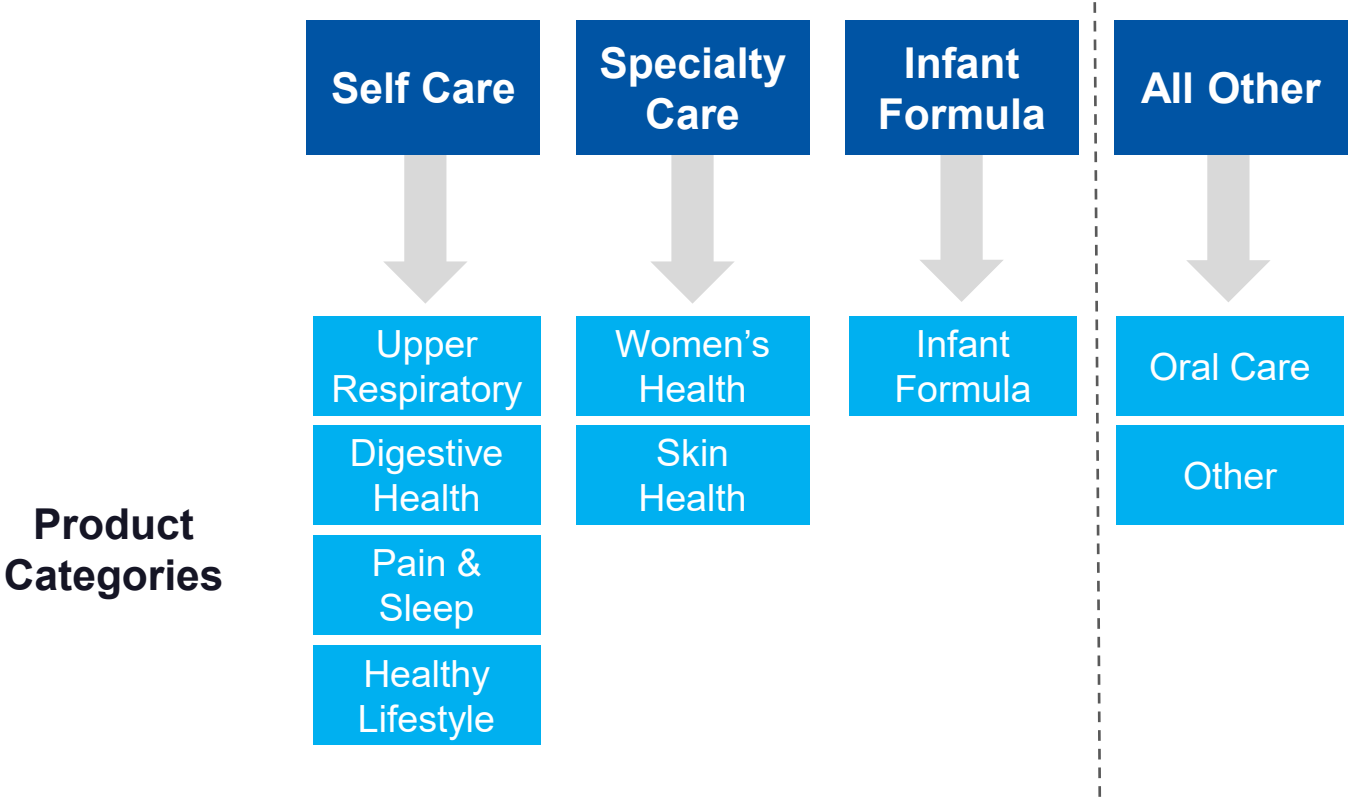 Self Care
Specialty
Care
Infant
Formula
All Other
Product
Categories
Upper
Respiratory
Digestive
Health
Pain &
Sleep
Healthy
Lifestyle
Women’s
Health
Skin
Health
Infant
Formula
Oral Care
Other